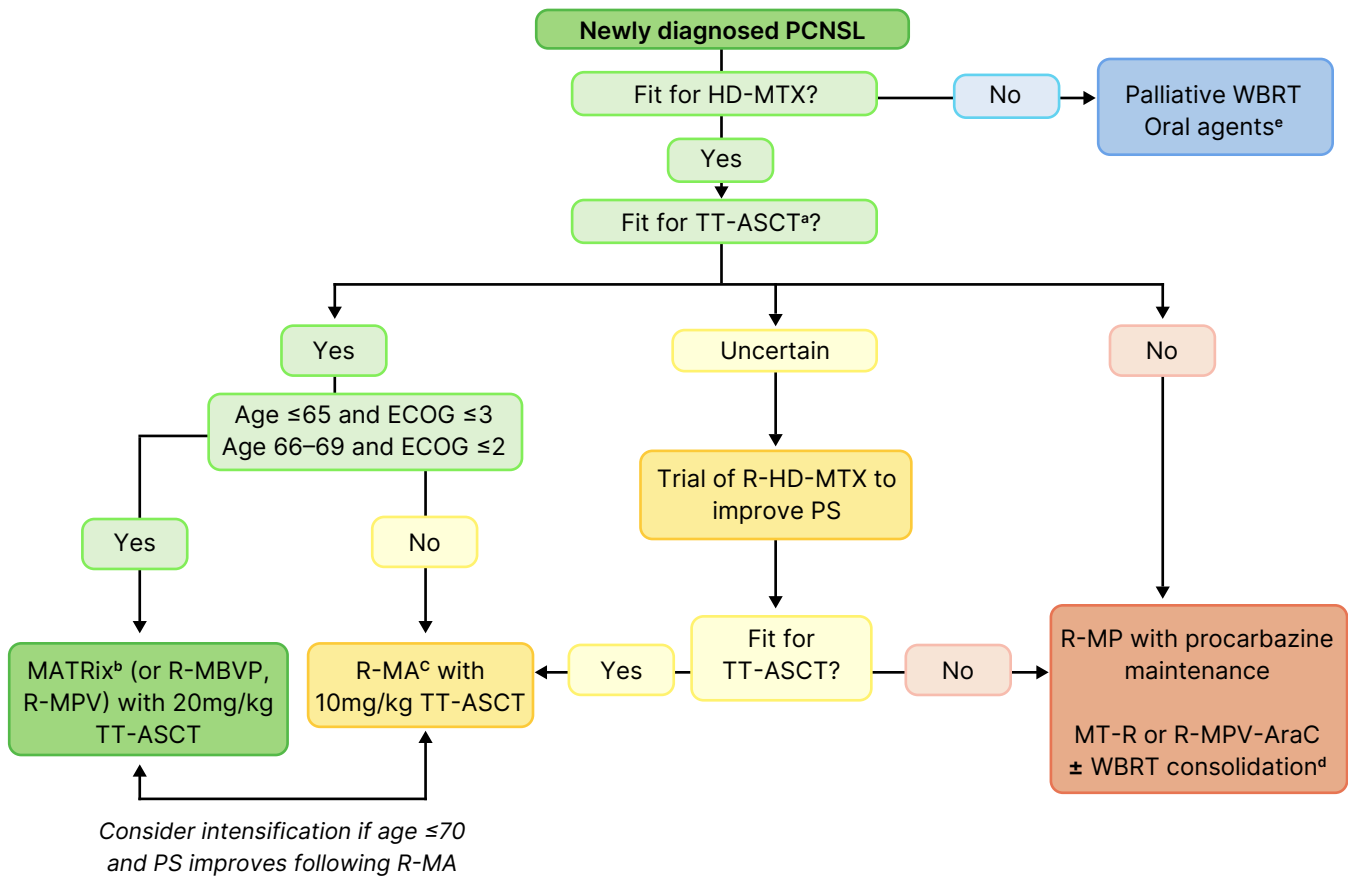 Newly diagnosed PCNSL
Fit for HD-MTX?
No
Palliative WBRT
Oral agentsᵉ
Yes
Fit for TT-ASCTᵃ?
Yes
Uncertain
No
Age ≤65 and ECOG ≤3
Age 66–69 and ECOG ≤2
Trial of R-HD-MTX to
improve PS
Yes
No
MATRixᵇ (or R-MBVP,
R-MPV) with 20mg/kg
TT-ASCT
R-MAᶜ with
10mg/kg TT-ASCT
Yes
Fit for
TT-ASCT?
No
R-MP with procarbazine
maintenance
MT-R or R-MPV-AraC
± WBRT consolidationᵈ
Consider intensification if age ≤70
and PS improves following R-MA